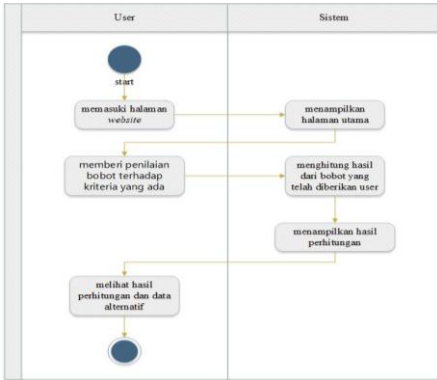 User
Sistem
start
memasuki halaman
website
menampilkan
halaman utama
memberi penilaian
bobot terhadap
kriteria yang ada
menghitung hasil
dari bobot yang
telah diberikan user
menampilkan hasil
perhitungan
melihat hasil
perhitungan dan data
alternatif